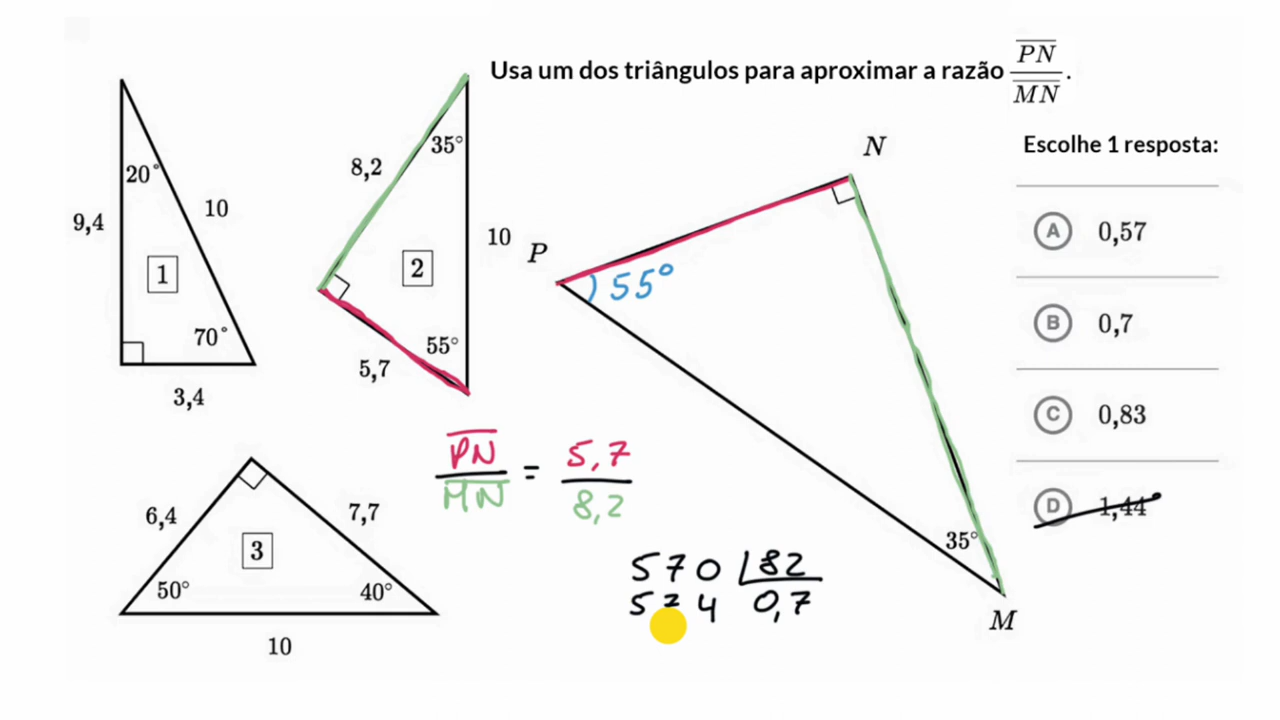 Usa um dos triângulos para aproximar a razão PN/MN.
Escolhe 1 resposta:
A 0,57
B 0,7
C 0,83
D 1,44
20°
9,4
10
1
70°
3,4
35°
8,2
10
2
55°
5,7
N
P
55°
35°
M
6,4
7,7
3
50°
40°
10
PN/MN = 5,7/8,2
570 82
574 0,7